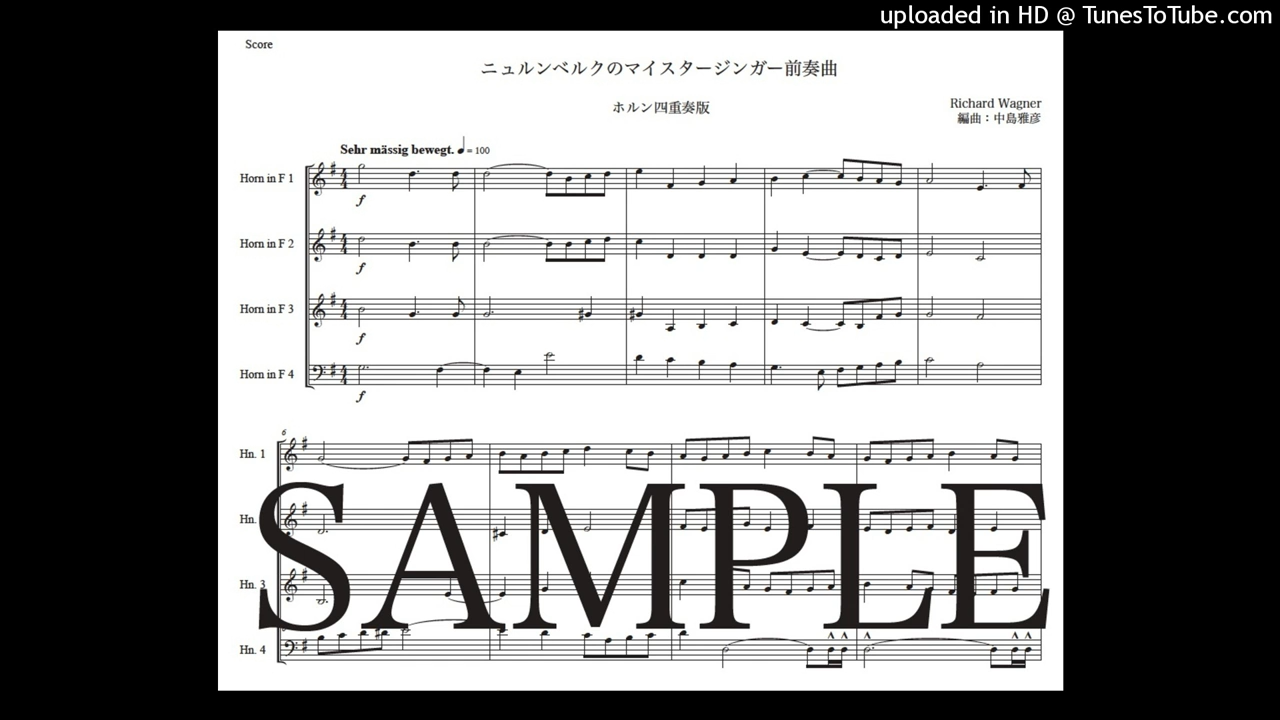 uploaded in HD @ TunesToTube.com
Score
ニュルンベルクのマイスタージンガー前奏曲
ホルン四重奏版
Richard Wagner
編曲：中島雅彦
Sehr mässig bewegt. ♩= 100
Horn in F 1
f
Horn in F 2
f
Horn in F 3
f
Horn in F 4
f
6
Hn. 1
Hn.
Hn. 3
Hn. 4
SAMPLE